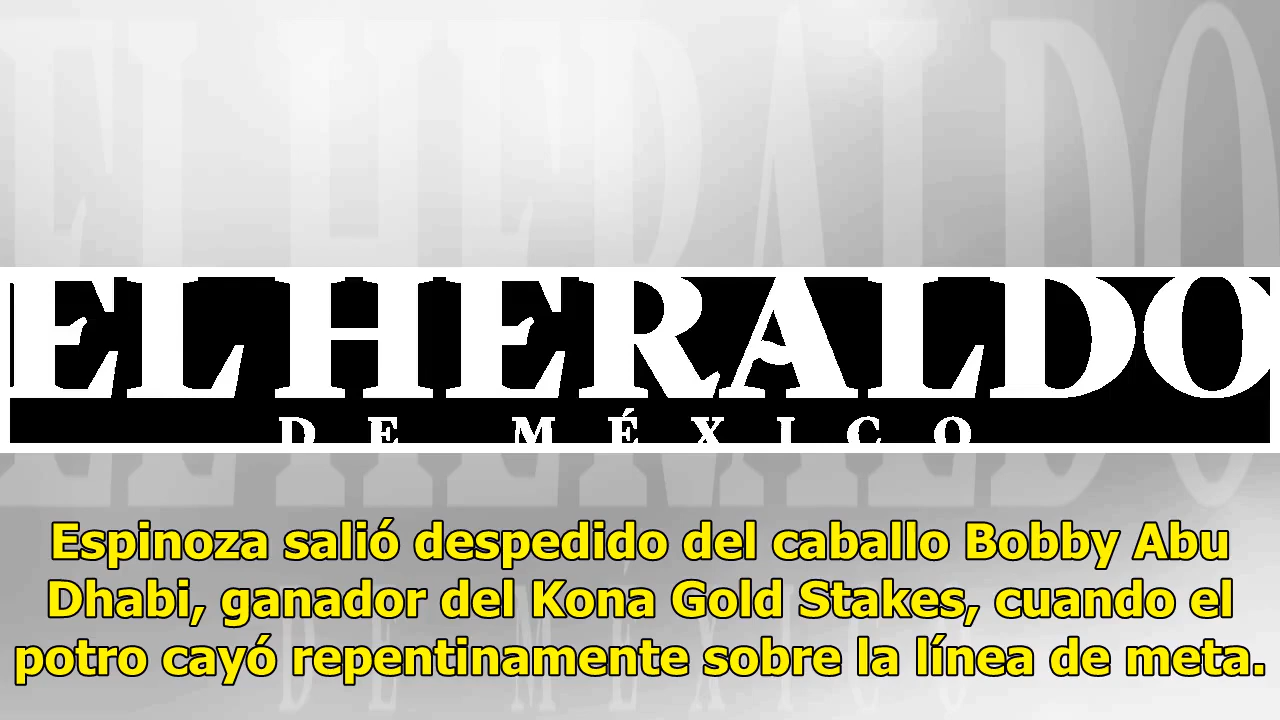 EL HERALDO
DE MÉXICO
Espinoza salió despedido del caballo Bobby Abu
Dhabi, ganador del Kona Gold Stakes, cuando el
potro cayó repentinamente sobre la línea de meta.